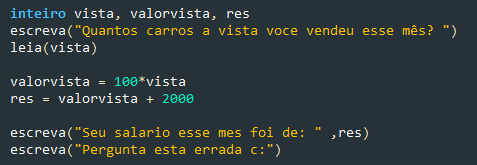 inteiro vista, valorvista, res
escreva("Quantos carros a vista voce vendeu esse mês? ")
leia(vista)
valorvista = 100*vista
res = valorvista + 2000
escreva("Seu salario esse mes foi de: " ,res)
escreva("Pergunta esta errada c:")